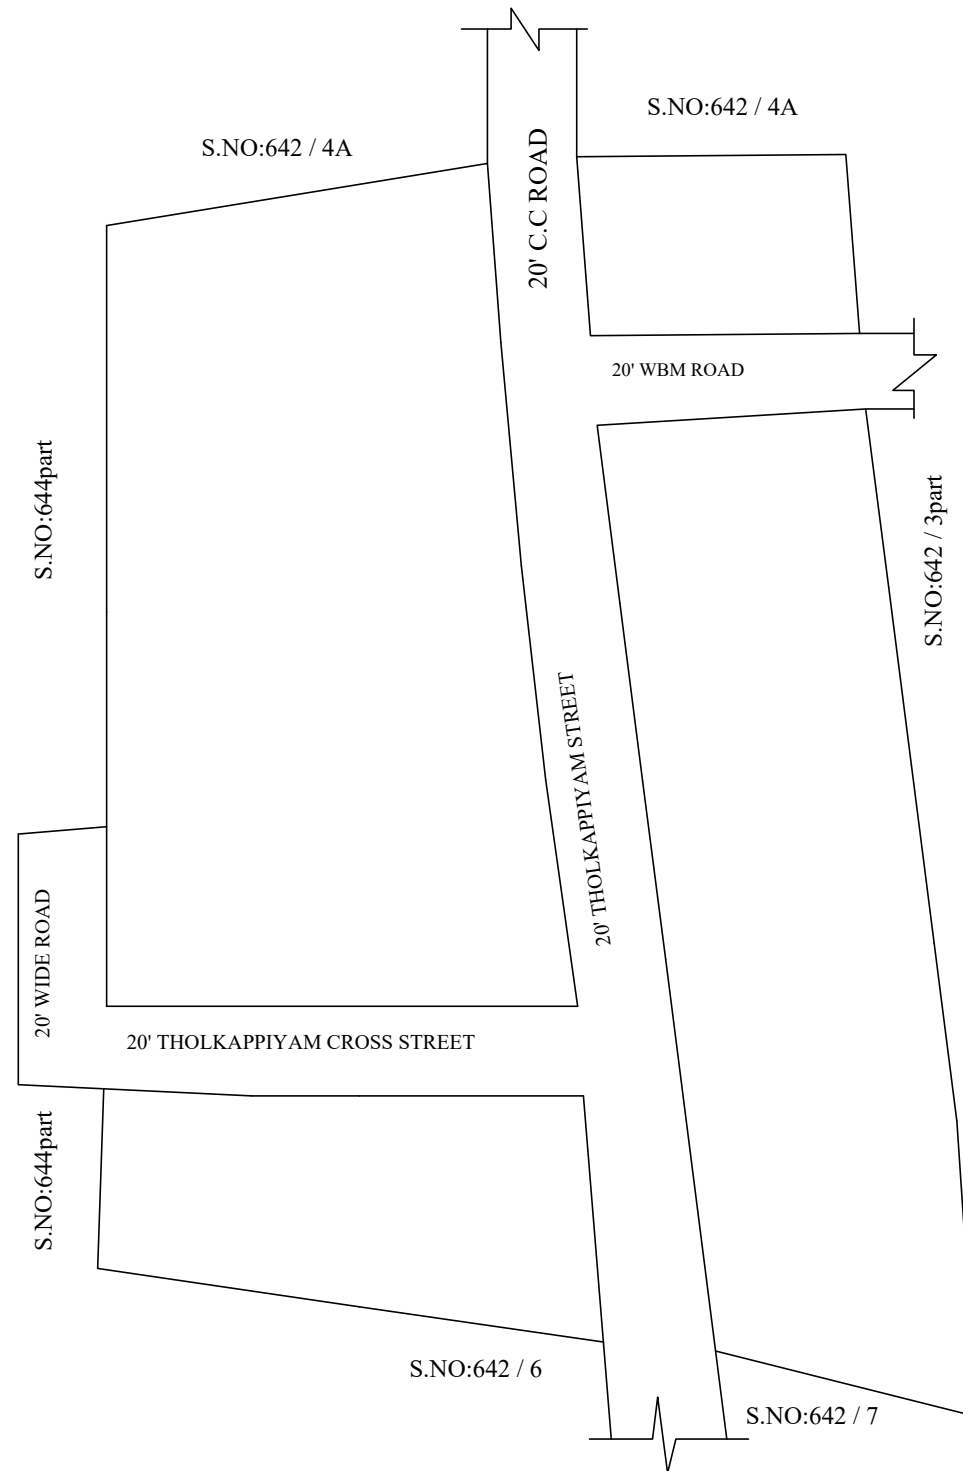 S.NO:642 / 4A
S.NO:642 / 4A
20' C.C ROAD
20' WBM ROAD
S.NO:644part
S.NO:642 / 3part
20' THOLKAPPIYAM STREET
20' WIDE ROAD
20' THOLKAPPIYAM CROSS STREET
S.NO:644part
S.NO:642 / 6
S.NO:642 / 7